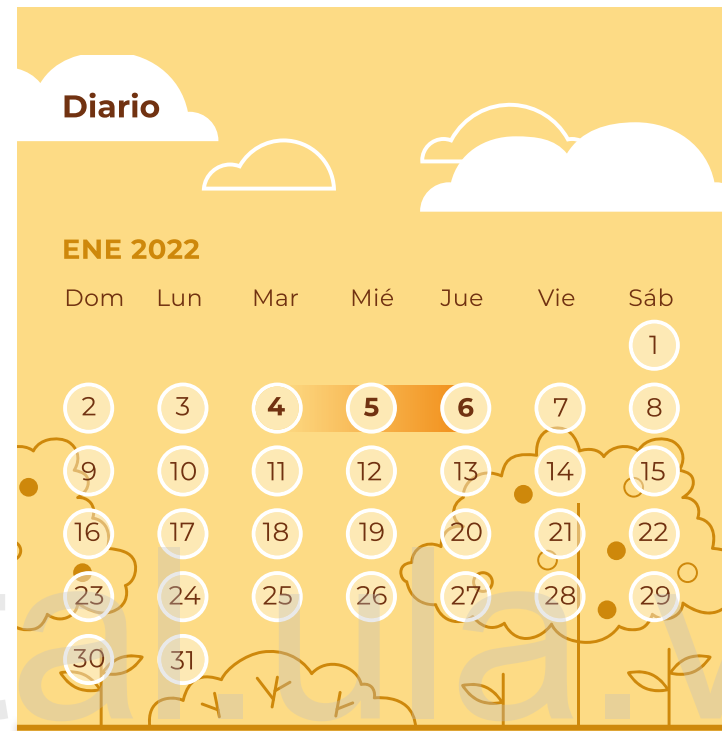 Diario
ENE 2022
Dom Lun Mar Mié Jue Vie Sáb
1
2 3 4 5 6 7 8
9 10 11 12 13 14 15
16 17 18 19 20 21 22
23 24 25 26 27 28 29
30 31
tal.ula.v